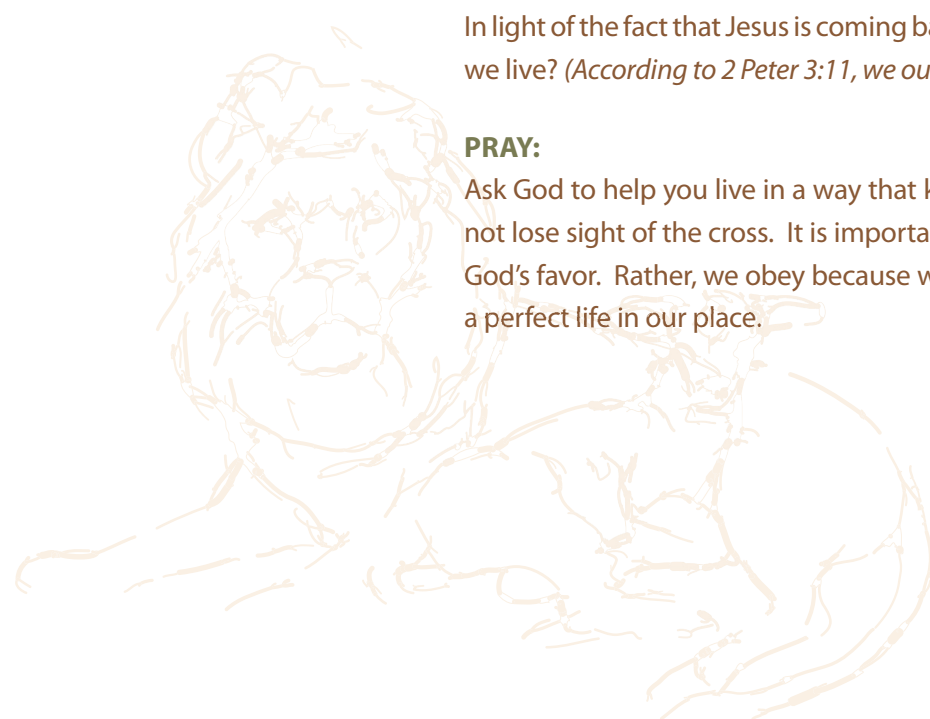 In light of the fact that Jesus is coming
we live? (According to 2 Peter 3:11, we
PRAY:
Ask God to help you live in a way that
not lose sight of the cross.  It is
God’s favor.  Rather, we obey because
a perfect life in our place.